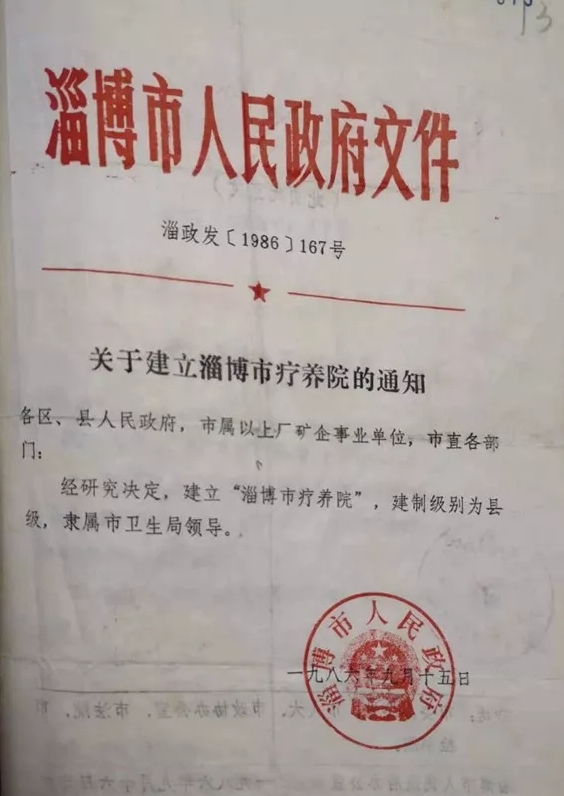 淄博市人民政府文件
淄政发〔1986〕167号
关于建立淄博市疗养院的通知
各区、县人民政府，市属以上厂矿企事业单位，市直各部
门：
经研究决定，建立“淄博市疗养院”，建制级别为县
级，隶属市卫生局领导。
淄博市人民政府
一九八六年九月十五日